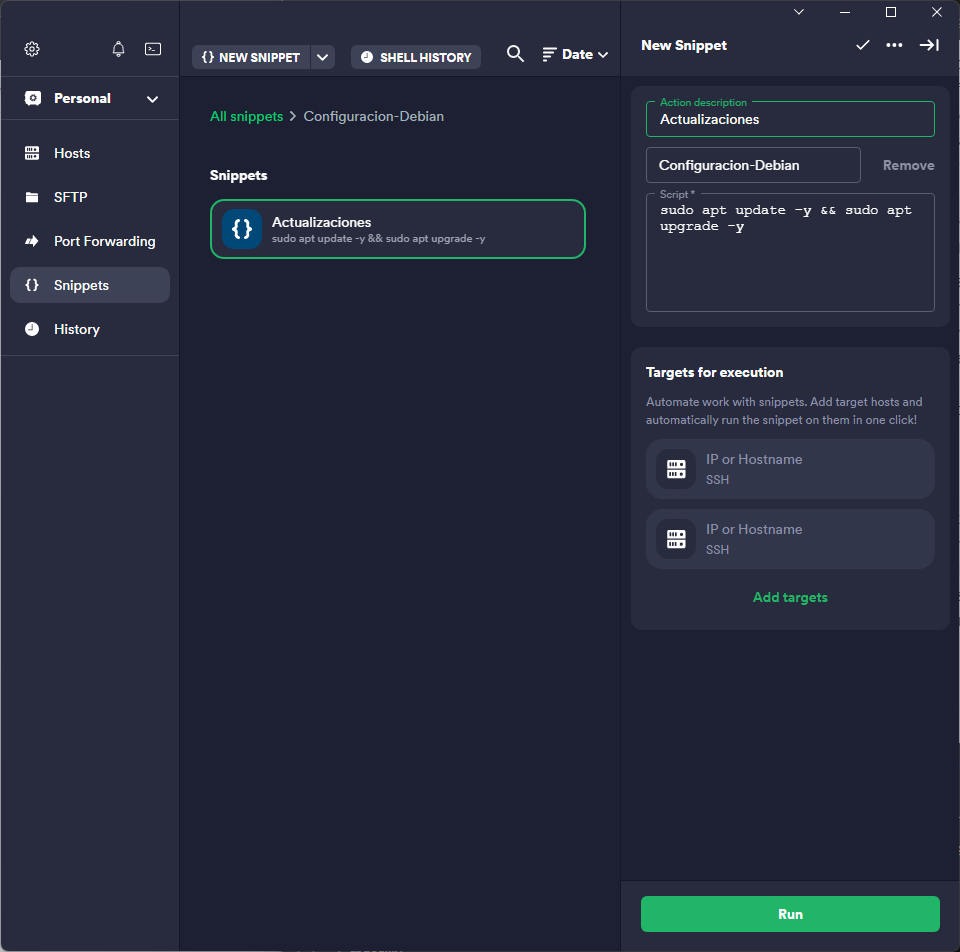 Personal
Hosts
SFTP
Port Forwarding
Snippets
History
{} NEW SNIPPET
SHELL HISTORY
Date
All snippets > Configuracion-Debian
Snippets
{}
Actualizaciones
sudo apt update -y && sudo apt upgrade -y
New Snippet
Action description
Actualizaciones
Configuracion-Debian
Remove
Script *
sudo apt update -y && sudo apt
upgrade -y
Targets for execution
Automate work with snippets. Add target hosts and
automatically run the snippet on them in one click!
IP or Hostname
SSH
IP or Hostname
SSH
Add targets
Run